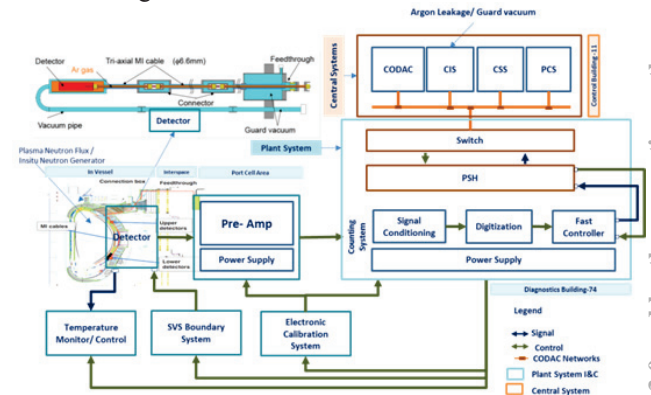 Argon Leakage/ Guard vacuum
Detector
Ar gas
Tri-axial MI cable
(φ6.6mm)
Feedthrough
Connector
Vacuum pipe
Guard vacuum
Detector
Central Systems
CODAC
CIS
CSS
PCS
Control Building -11
Plant System
Switch
PSH
Plasma Neutron Flux /
Insity Neutron Generator
In Vessel
Interspace
Port Cell Area
Connection box
Feedthrough
MI cables
Detector
Upper
detectors
Lower
detectors
Pre- Amp
Power Supply
Counting
System
Signal
Conditioning
Digitization
Fast
Controller
Power Supply
Diagnostics Building-74
Temperature
Monitor/ Control
SVS Boundary
System
Electronic
Calibration
System
Legend
Signal
Control
CODAC Networks
Plant System I&C
Central System